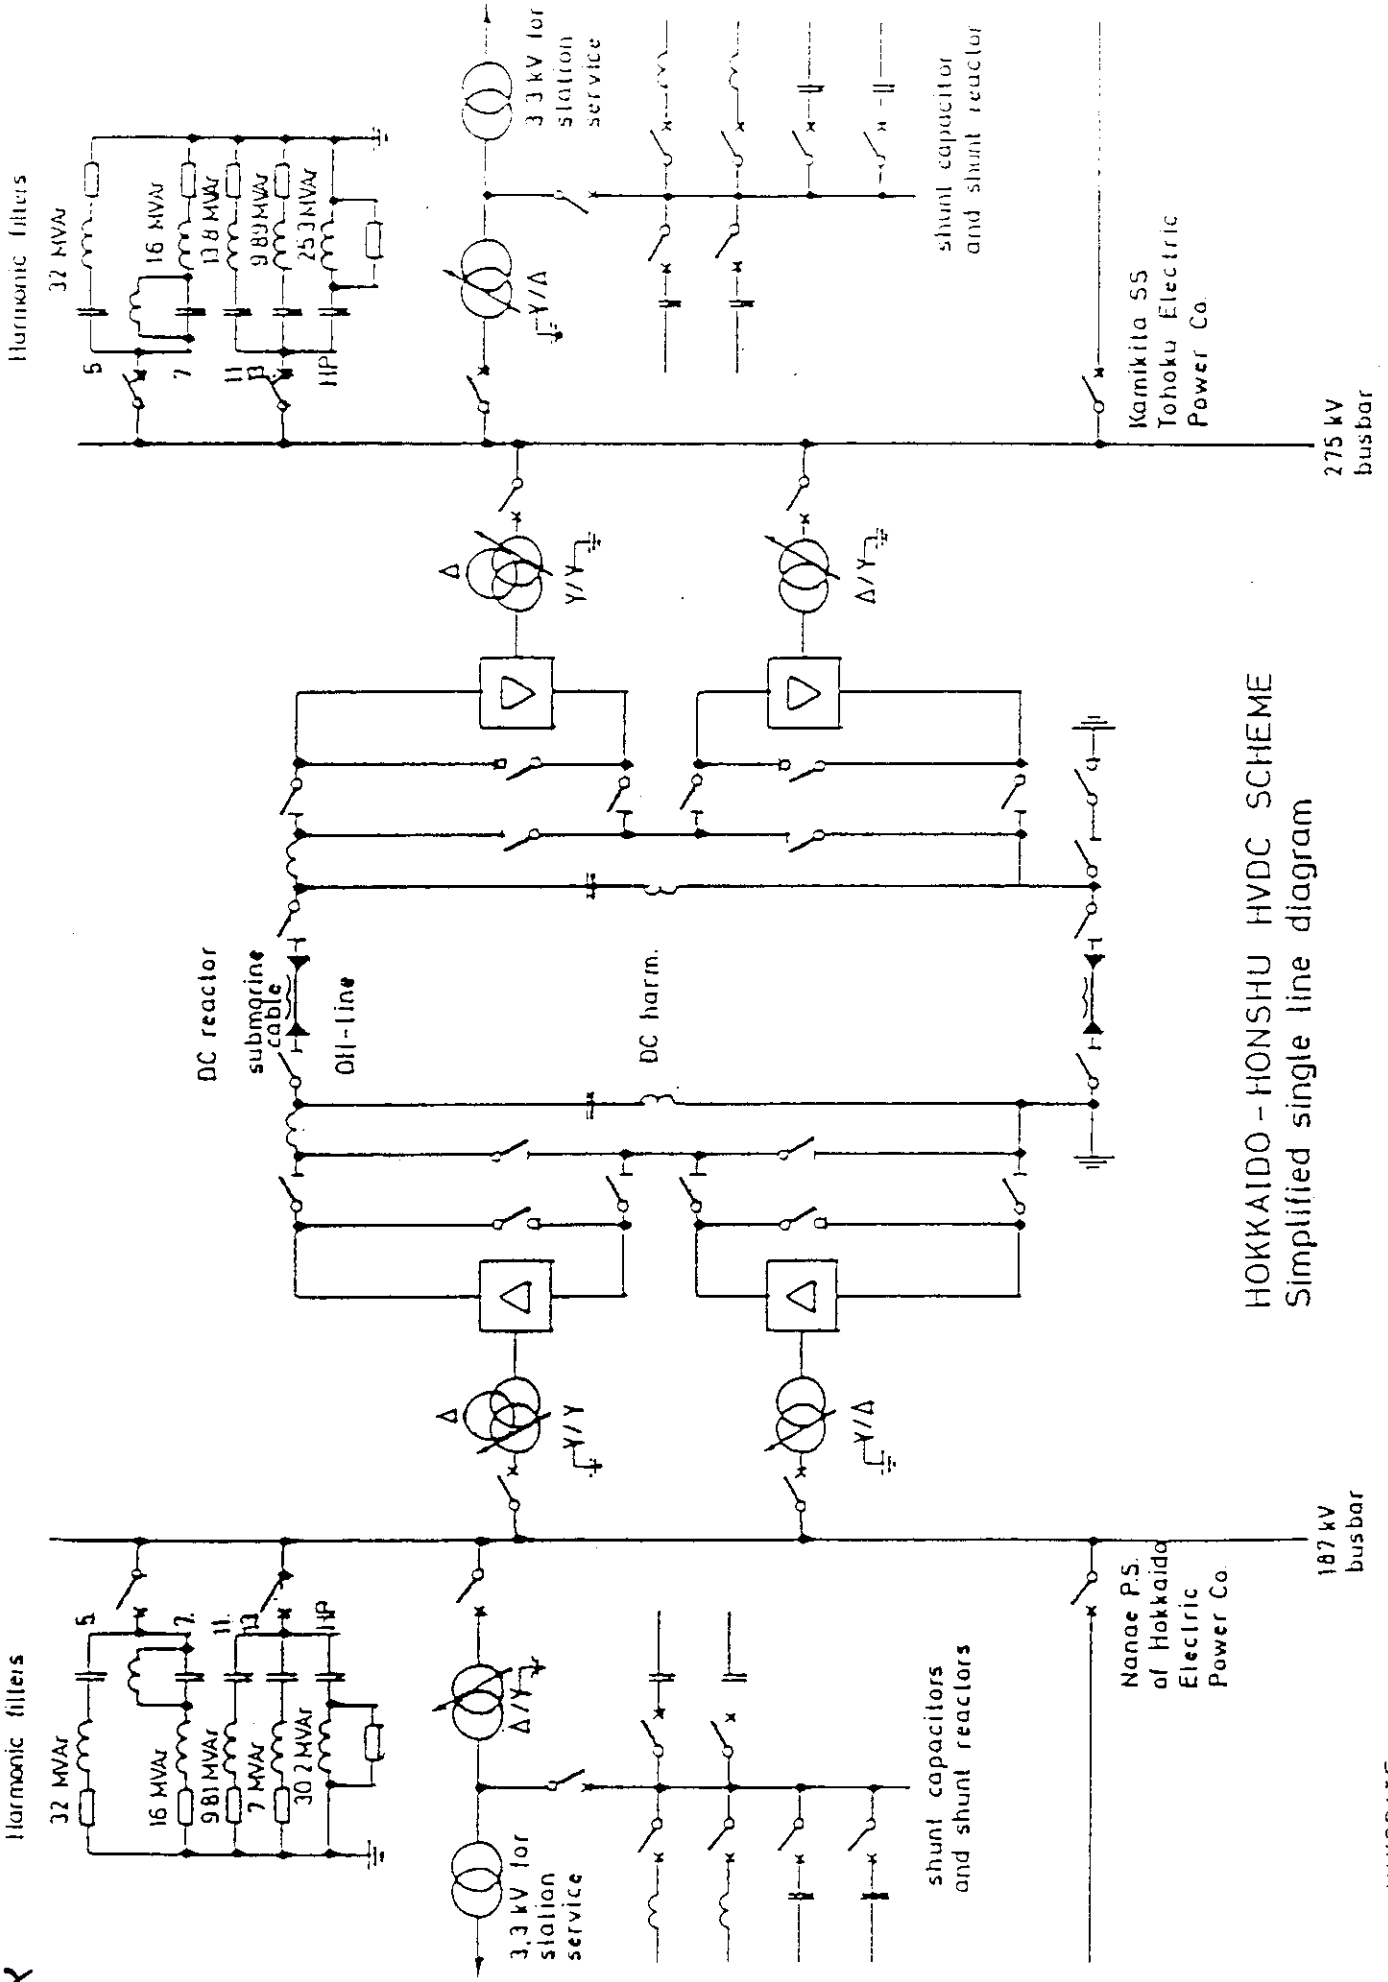 Harmonic filters
32 MVAr
16 MVAr
9 81 MVAr
7 MVAr
30 2 MVAr
5.
7.
11.
13.
HP
Δ/Y
3,3 kV for
station
service
shunt capacitors
and shunt reactors
Nanae P.S.
of Hokkaido
Electric
Power Co.
187 kV
busbar
Δ
Y/Y
Y/Δ
DC reactor
submarine
cable
OH-line
DC harm.
Δ
Y/Y
Δ/Y
Harmonic filters
32 MVAr
16 MVAr
13 8 MVAr
9 89 MVAr
25 3 MVAr
5
7
11
13.
HP
Y/Δ
3 3 kV for
station
service
shunt capacitor
and shunt reactor
Kamikita SS
Tohoku Electric
Power Co.
275 kV
busbar
HOKKAIDO - HONSHU HVDC SCHEME
Simplified single line diagram